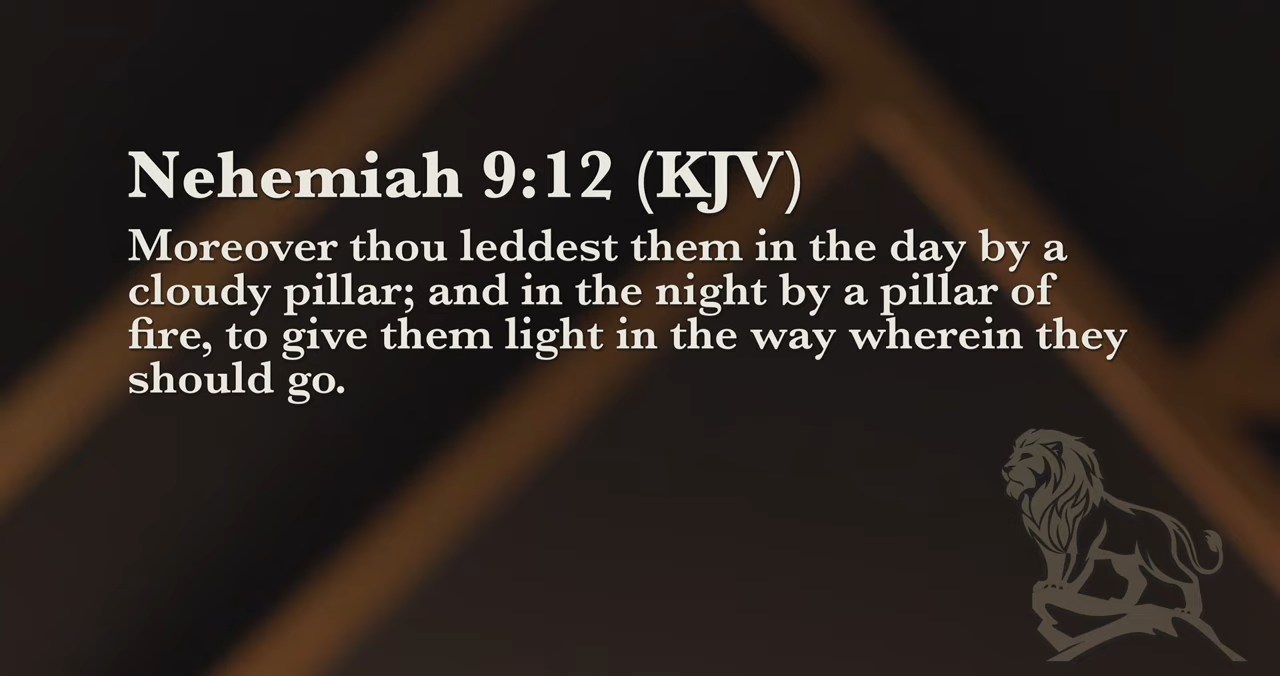 Nehemiah 9:12 (KJV)
Moreover thou leddest them in the day by a
cloudy pillar; and in the night by a pillar of
fire, to give them light in the way wherein they
should go.